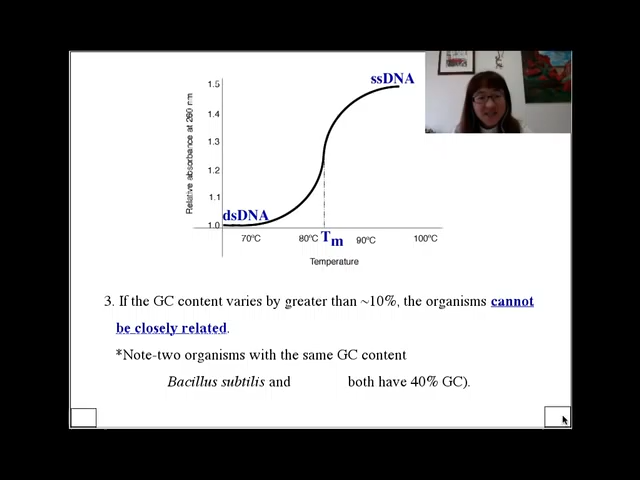 ssDNA
1.5
1.4
1.3
1.2
1.1
1.0
Relative absorbance at 260 nm
dsDNA
70°C
80°C
Tm
90°C
100°C
Temperature
3. If the GC content varies by greater than ~10%, the organisms cannot
be closely related.
*Note-two organisms with the same GC content
Bacillus subtilis and both have 40% GC).